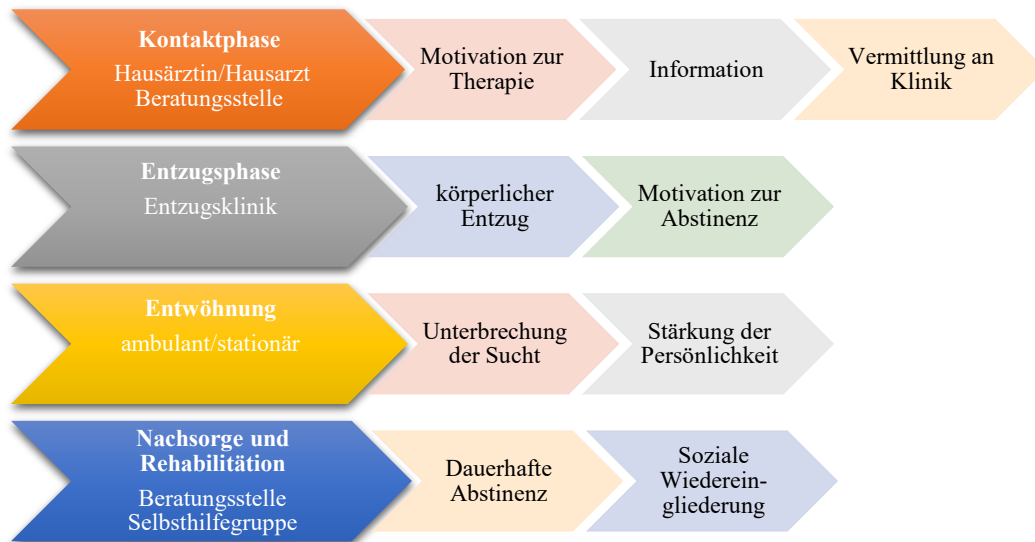 Kontaktphase
Hausärztin/Hausarzt
Beratungsstelle
Motivation zur
Therapie
Information
Vermittlung an
Klinik
Entzugsphase
Entzugsklinik
körperlicher
Entzug
Motivation zur
Abstinenz
Entwöhnung
ambulant/stationär
Unterbrechung
der Sucht
Stärkung der
Persönlichkeit
Nachsorge und
Rehabilitätion
Beratungsstelle
Selbsthilfegruppe
Dauerhafte
Abstinenz
Soziale
Wiederein-
gliederung